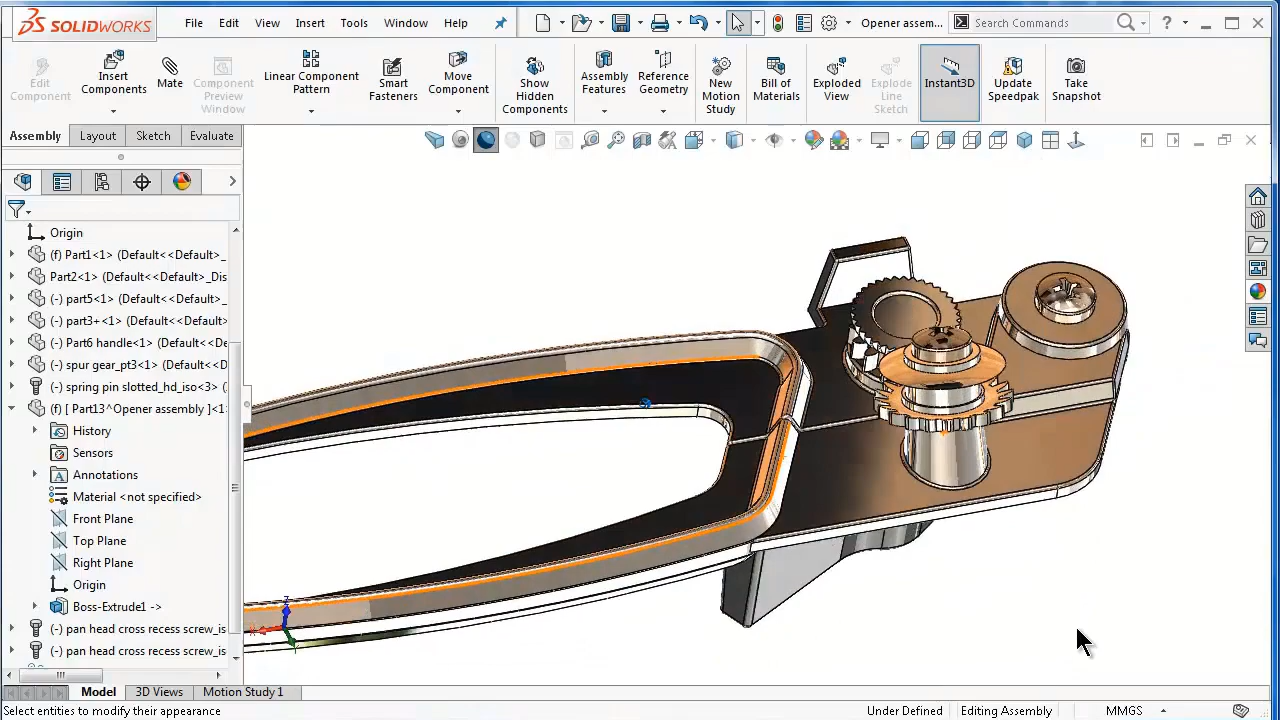 SOLIDWORKS File Edit View Insert Tools Window Help Opener assem... Search Commands ?
Edit Component
Insert Components
Mate
Component Preview Window
Linear Component Pattern
Smart Fasteners
Move Component
Show Hidden Components
Assembly Features
Reference Geometry
New Motion Study
Bill of Materials
Exploded View
Explode Line Sketch
Instant3D
Update Speedpak
Take Snapshot
Assembly Layout Sketch Evaluate
Origin
(f) Part1<1> (Default<<Default>_
Part2<1> (Default<<Default>_Dis
(-) part5<1> (Default<<Default>_
(-) part3+<1> (Default<<Default>
(-) Part6 handle<1> (Default<<De
(-) spur gear_pt3<1> (Default<<D
(-) spring pin slotted_hd_iso<3> (S
(f) [ Part13^Opener assembly ]<1>
History
Sensors
Annotations
Material <not specified>
Front Plane
Top Plane
Right Plane
Origin
Boss-Extrude1 ->
(-) pan head cross recess screw_is
(-) pan head cross recess screw_is
Z
X
Y
Model 3D Views Motion Study 1
Select entities to modify their appearance Under Defined Editing Assembly MMGS